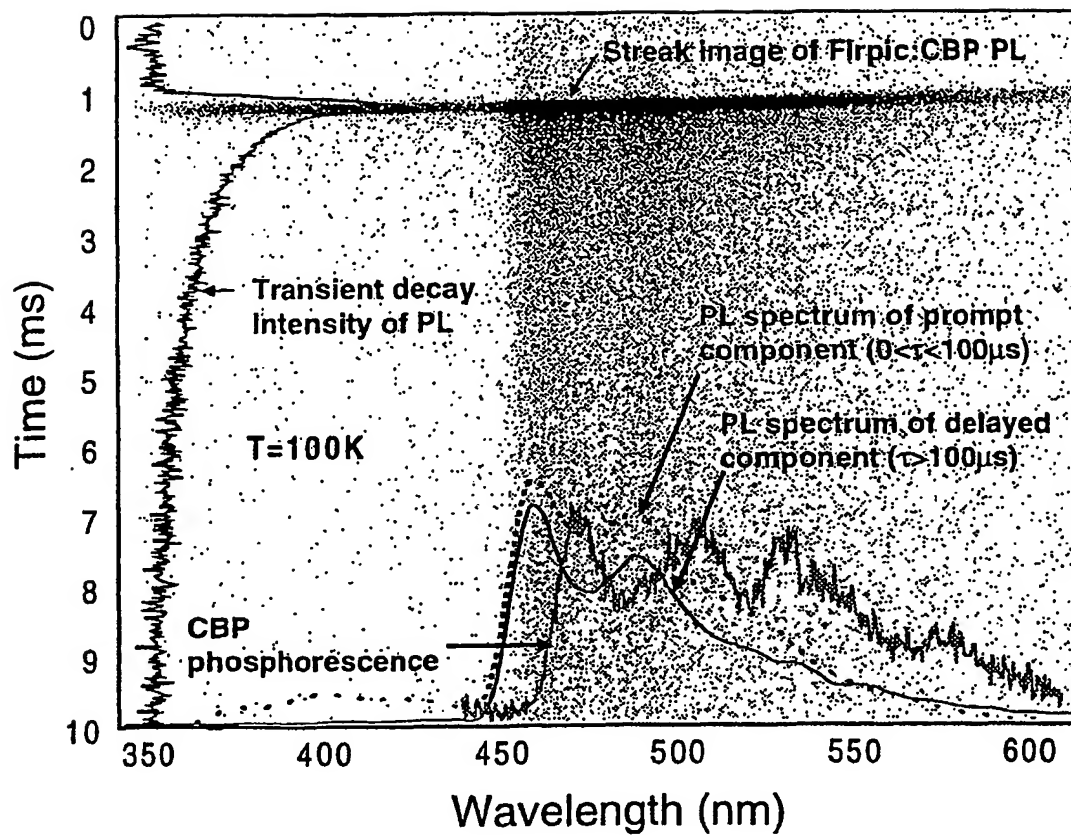 Streak image of Firpic:CBP PL
Transient decay
Intensity of PL
PL spectrum of prompt
component (0<τ<100μs)
PL spectrum of delayed
component (τ>100μs)
T=100K
CBP
phosphorescence
Time (ms)
0
1
2
3
4
5
6
7
8
9
10
350
400
450
500
550
600
Wavelength (nm)